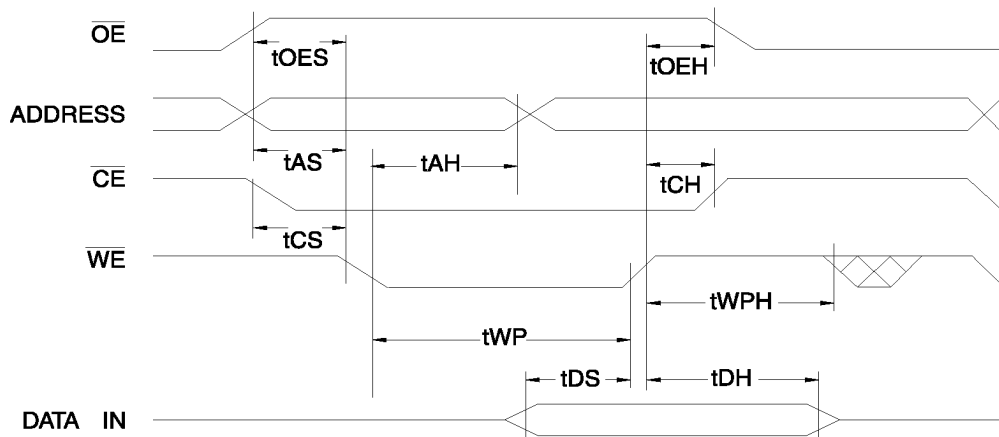 OE
tOES
tOEH
ADDRESS
tAS
tAH
CE
tCH
tCS
WE
tWPH
tWP
tDS
tDH
DATA IN